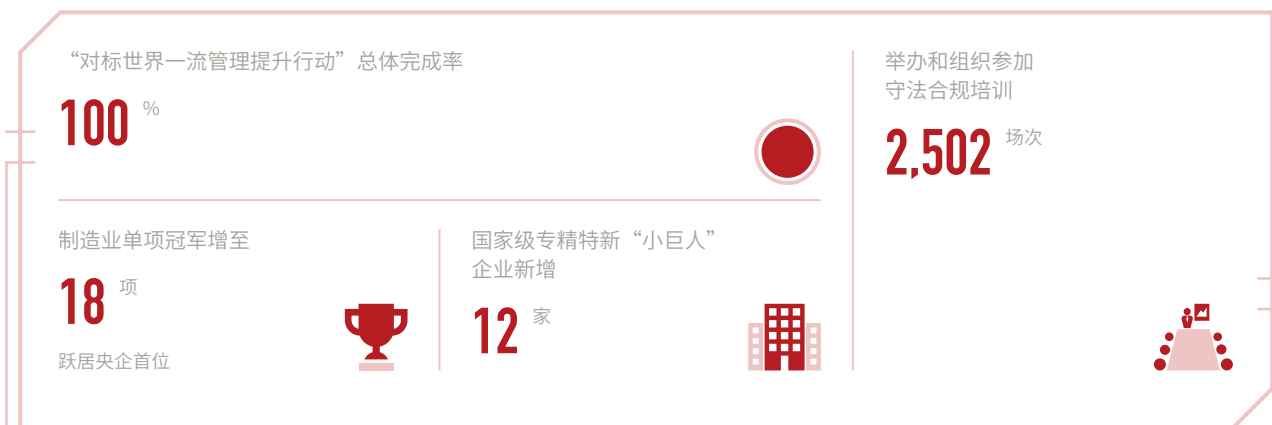 “对标世界一流管理提升行动”总体完成率
100 %
制造业单项冠军增至
18 项
跃居央企首位
国家级专精特新“小巨人”
企业新增
12 家
举办和组织参加
守法合规培训
2,502 场次